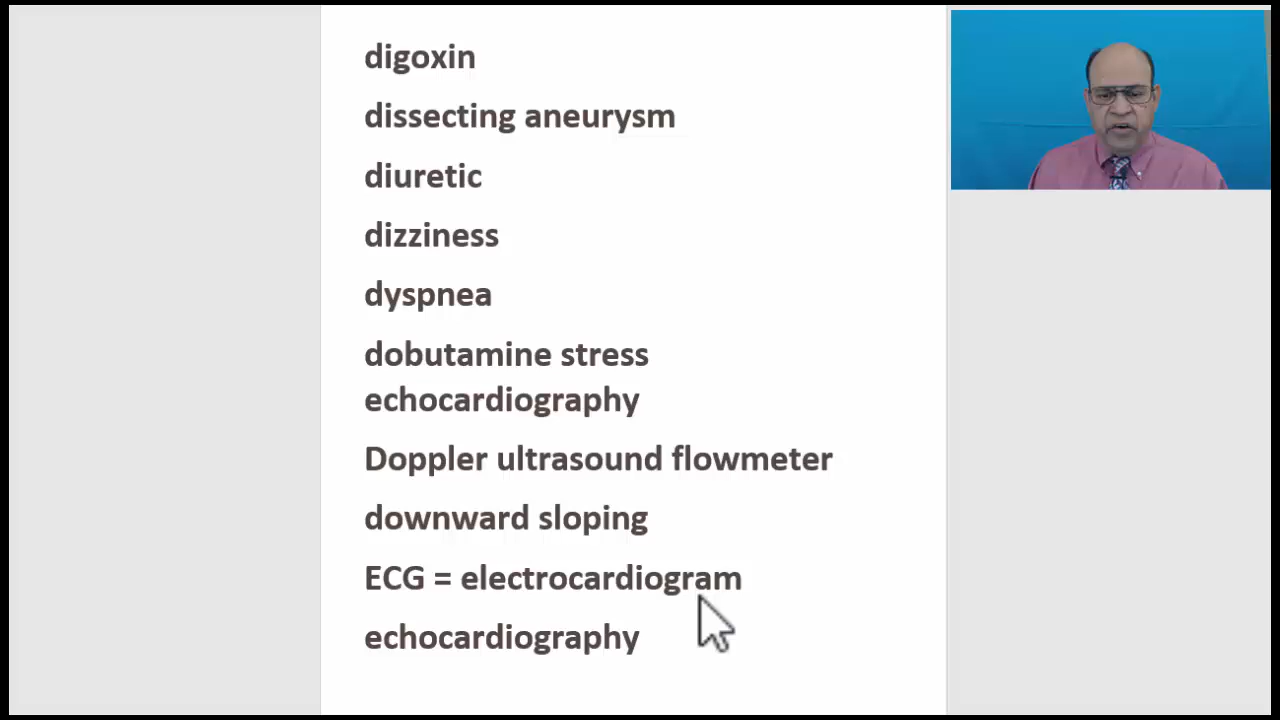 digoxin
dissecting aneurysm
diuretic
dizziness
dyspnea
dobutamine stress
echocardiography
Doppler ultrasound flowmeter
downward sloping
ECG = electrocardiogram
echocardiography